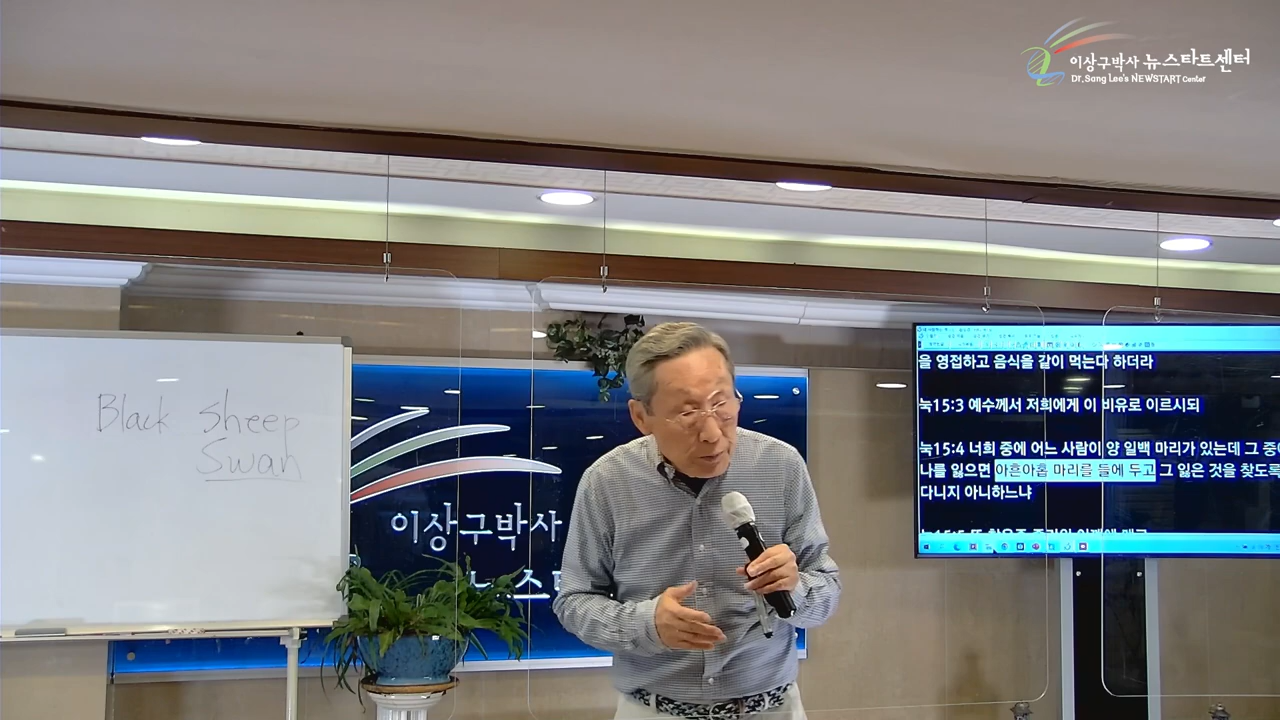 이상구박사 뉴스타트센터
Dr. Sang Lee's NEWSTART Center
Black Sheep
Swan
이상구박사
스
을 영접하고 음식을 같이 먹는다 하더라
눅15:3 예수께서 저희에게 이 비유로 이르시되
눅15:4 너희 중에 어느 사람이 양 일백 마리가 있는데 그 중에
나를 잃으면 아흔아홉 마리를 들에 두고 그 잃은 것을 찾도록
다니지 아니하느냐